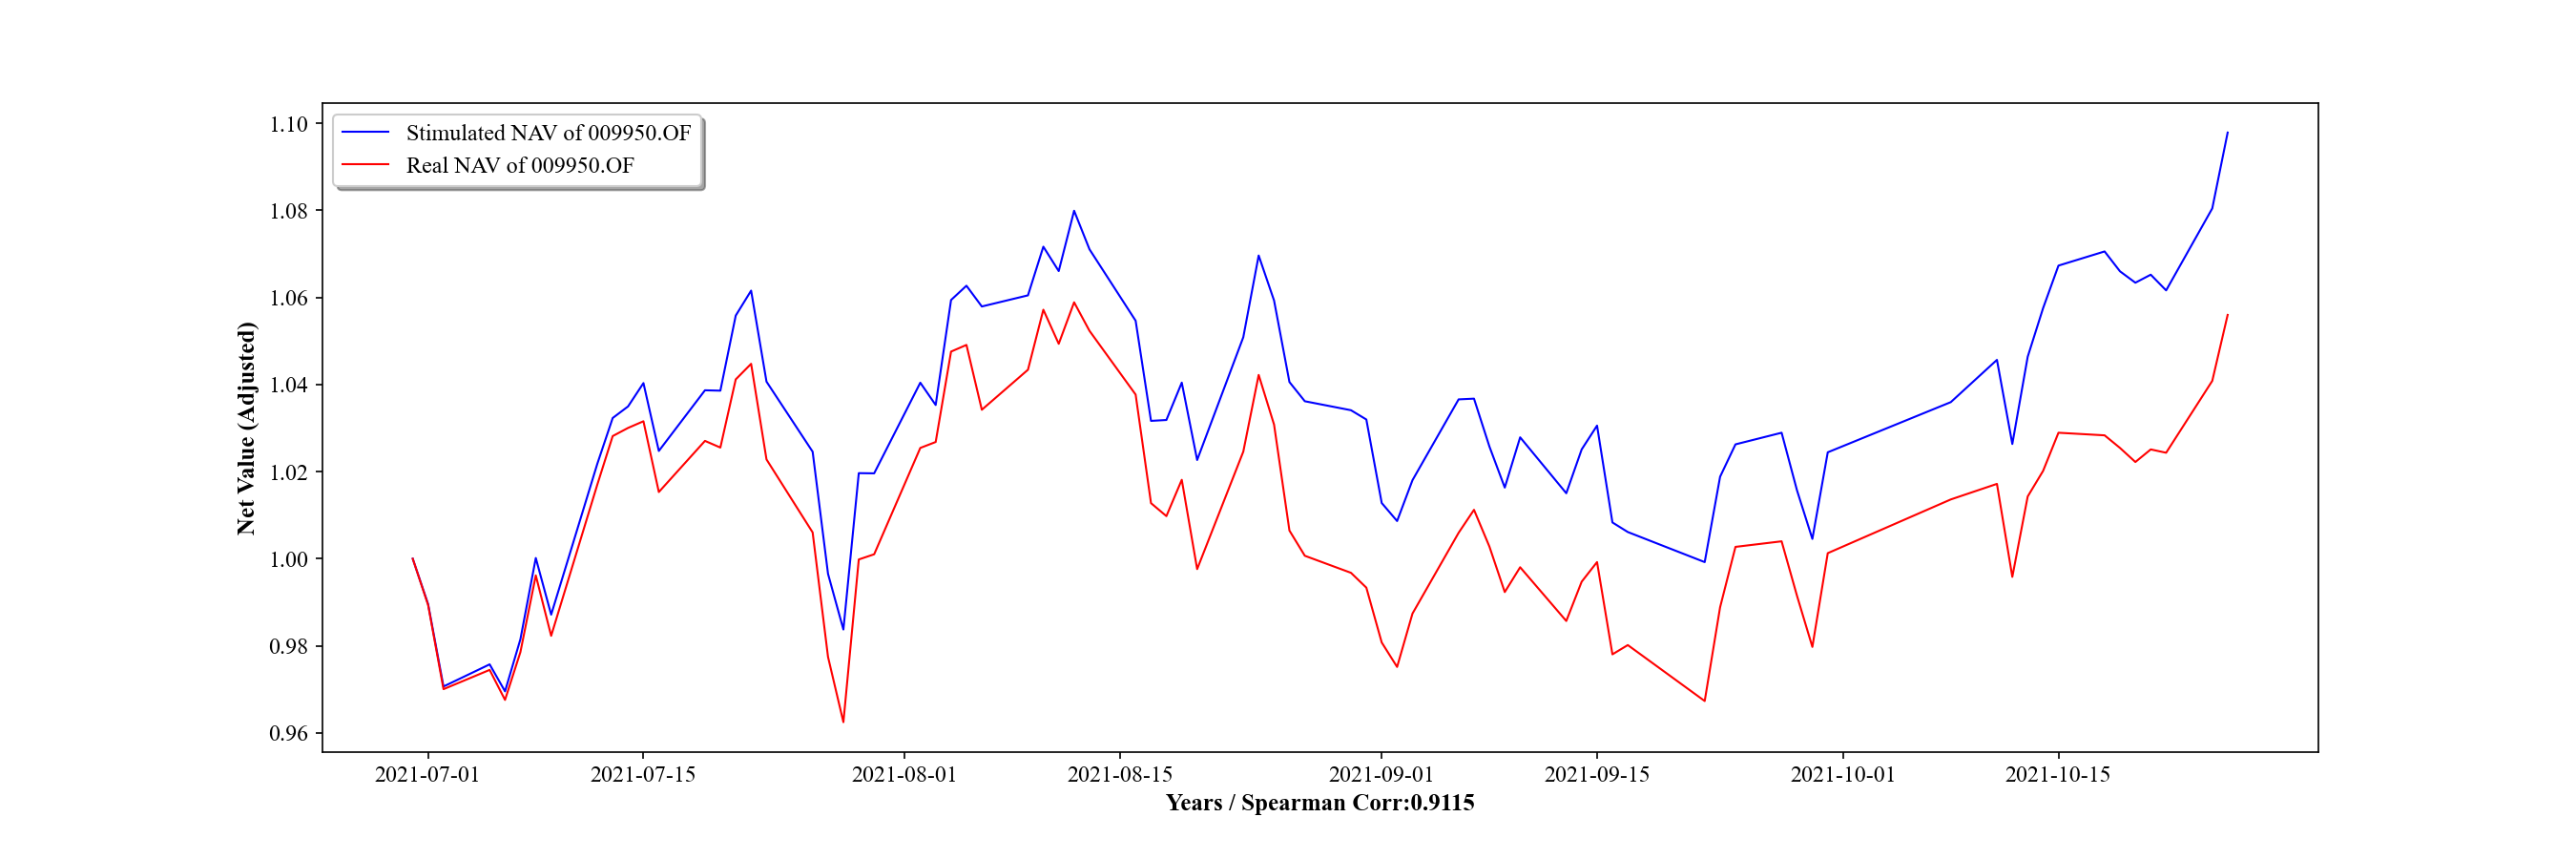 Stimulated NAV of 009950.OF
Real NAV of 009950.OF
Net Value (Adjusted)
1.10
1.08
1.06
1.04
1.02
1.00
0.98
0.96
2021-07-01 2021-07-15 2021-08-01 2021-08-15 2021-09-01 2021-09-15 2021-10-01 2021-10-15
Years / Spearman Corr:0.9115